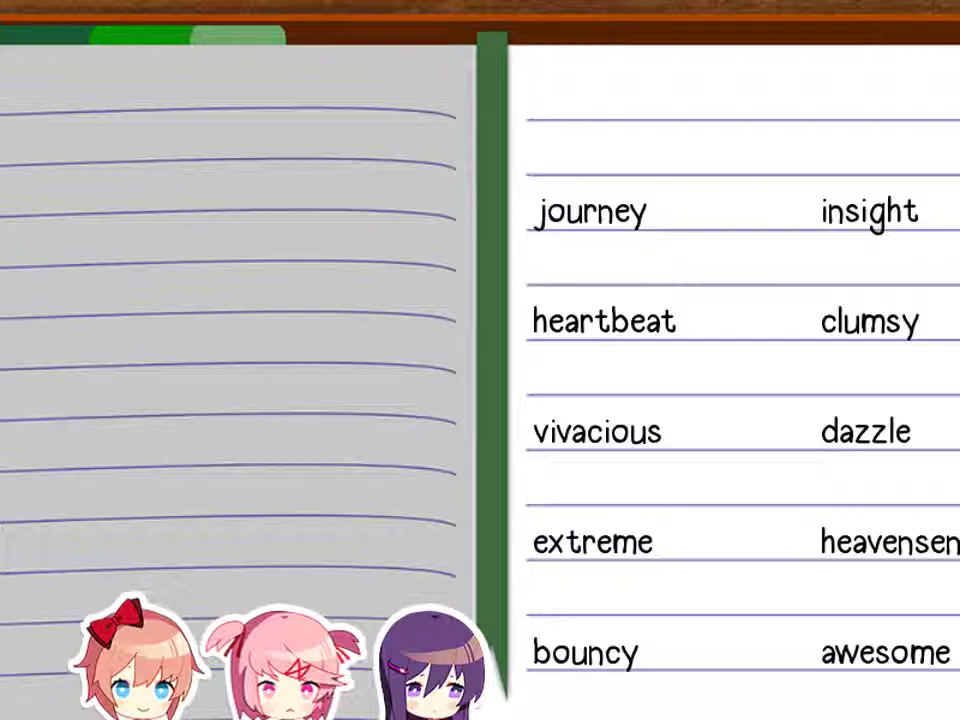 journey insight
heartbeat clumsy
vivacious dazzle
extreme heavensen
bouncy awesome